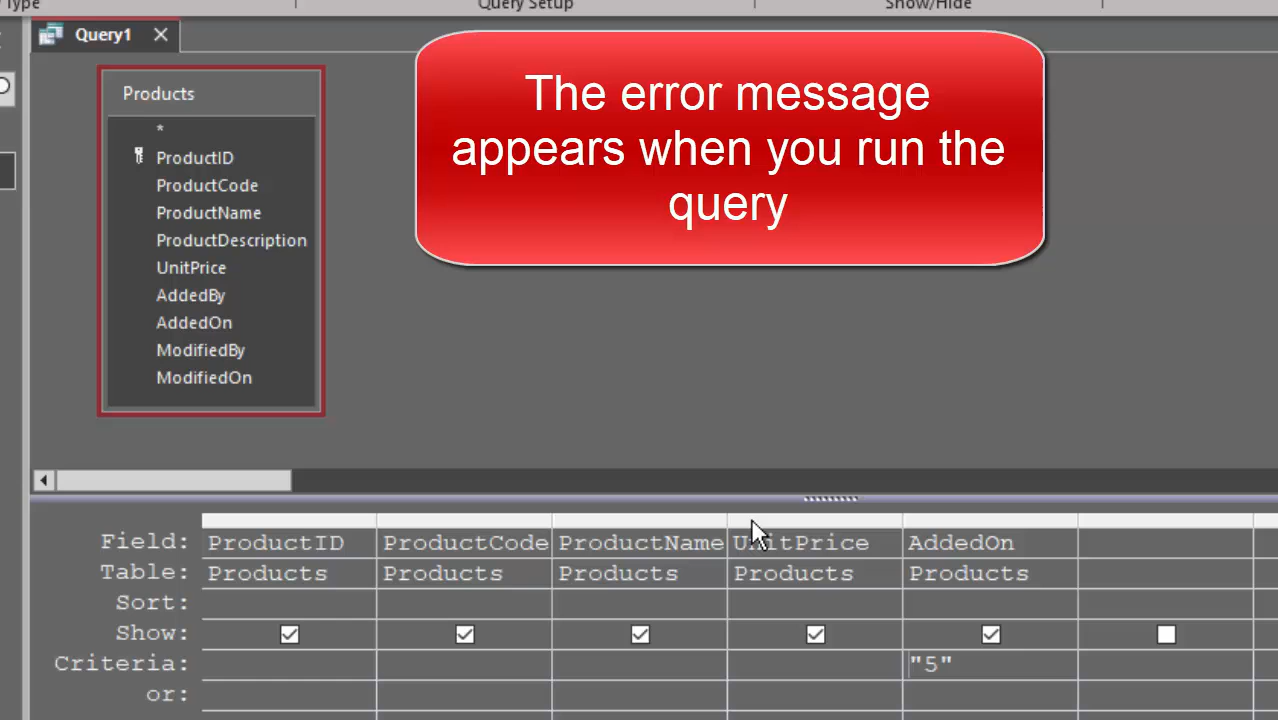 Type
Query Setup
Show/Hide
Query1
Products
*
ProductID
ProductCode
ProductName
ProductDescription
UnitPrice
AddedBy
AddedOn
ModifiedBy
ModifiedOn
The error message
appears when you run the
query
Field: ProductID ProductCode ProductName UnitPrice AddedOn
Table: Products Products Products Products Products
Sort:
Show:
Criteria: "5"
or: